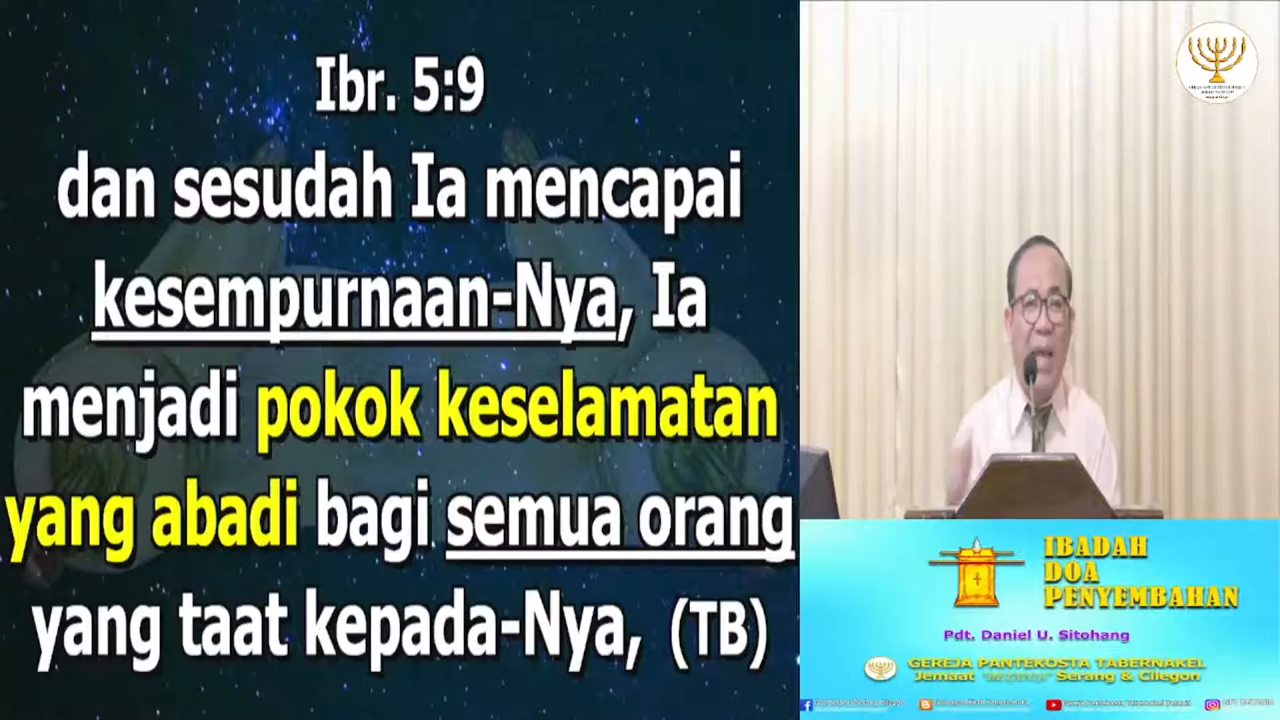 Ibr. 5:9
dan sesudah Ia mencapai
kesempurnaan-Nya, Ia
menjadi pokok keselamatan
yang abadi bagi semua orang
yang taat kepada-Nya, (TB)
IBADAH
DOA
PENYEMBAHAN
Pdt. Daniel U. Sitohang
GEREJA PANTEKOSTA TABERNAKEL
Jemaat Serang & Cilegon